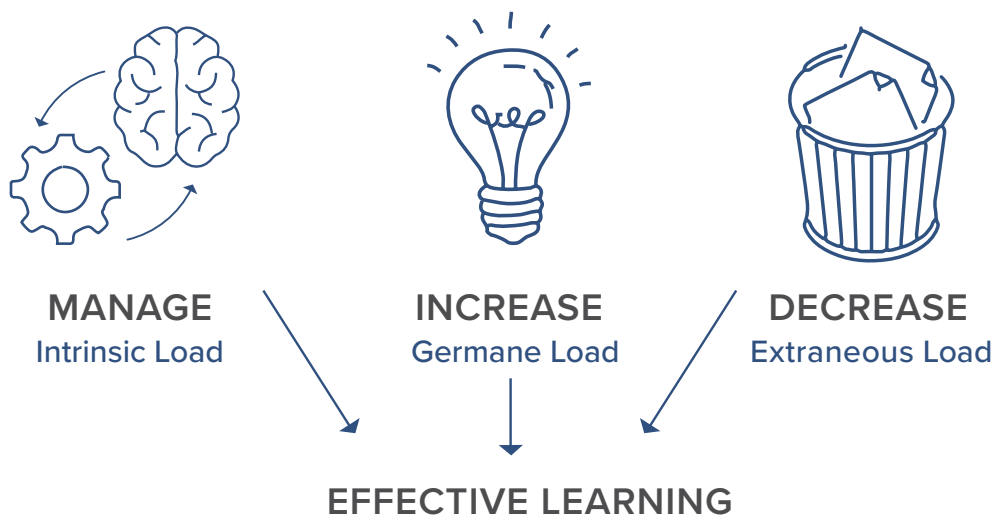 MANAGE
Intrinsic Load
INCREASE
Germane Load
DECREASE
Extraneous Load
EFFECTIVE LEARNING